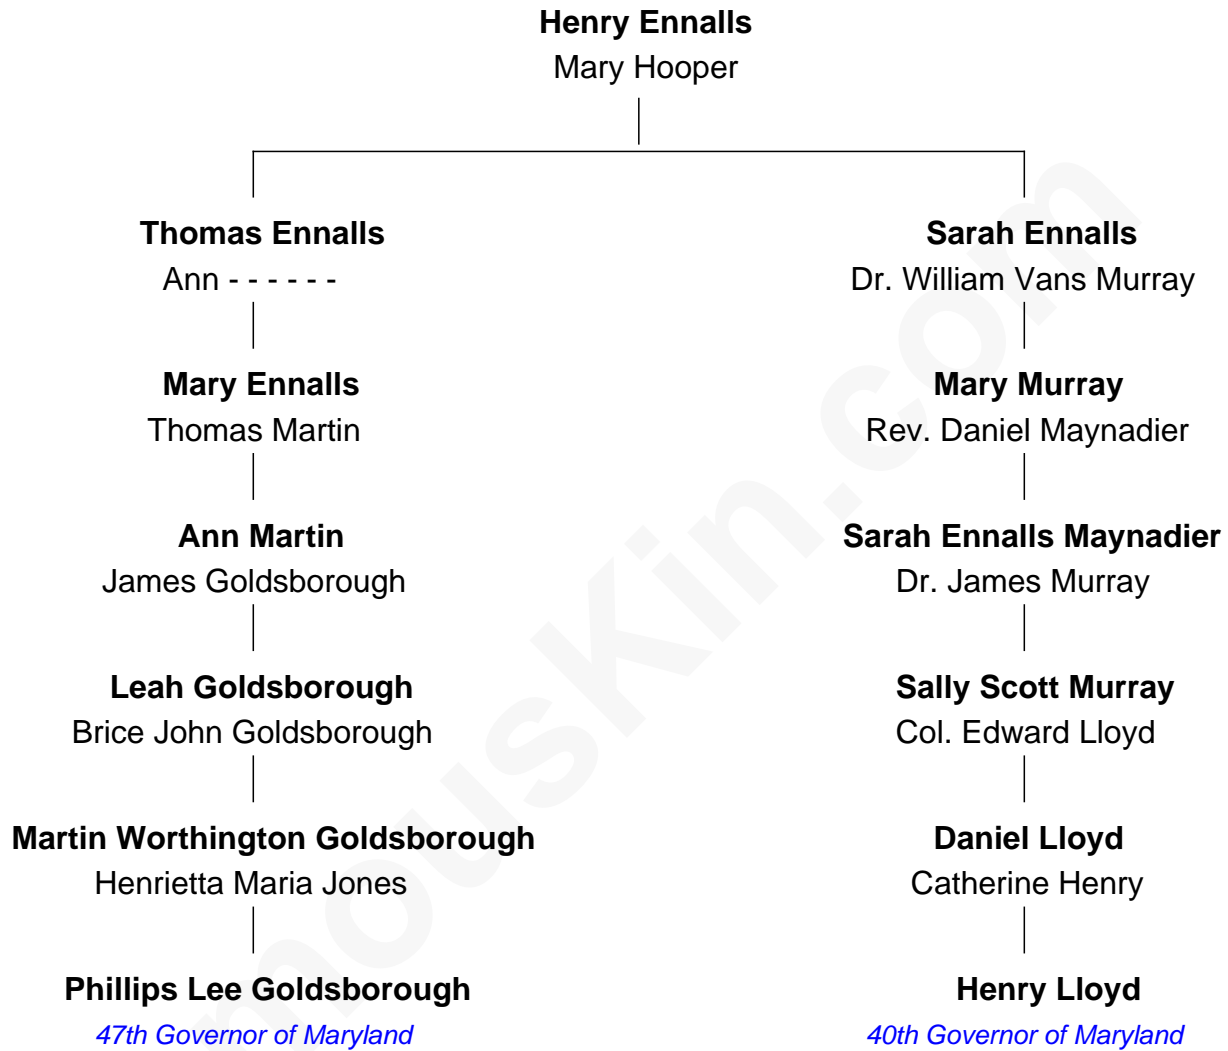 Henry Ennalls
Mary Hooper
Thomas Ennalls
Ann - - - - - -
Mary Ennalls
Thomas Martin
Ann Martin
James Goldsborough
Leah Goldsborough
Brice John Goldsborough
Martin Worthington Goldsborough
Henrietta Maria Jones
Phillips Lee Goldsborough
47th Governor of Maryland
Sarah Ennalls
Dr. William Vans Murray
Mary Murray
Rev. Daniel Maynadier
Sarah Ennalls Maynadier
Dr. James Murray
Sally Scott Murray
Col. Edward Lloyd
Daniel Lloyd
Catherine Henry
Henry Lloyd
40th Governor of Maryland
mousKin.com